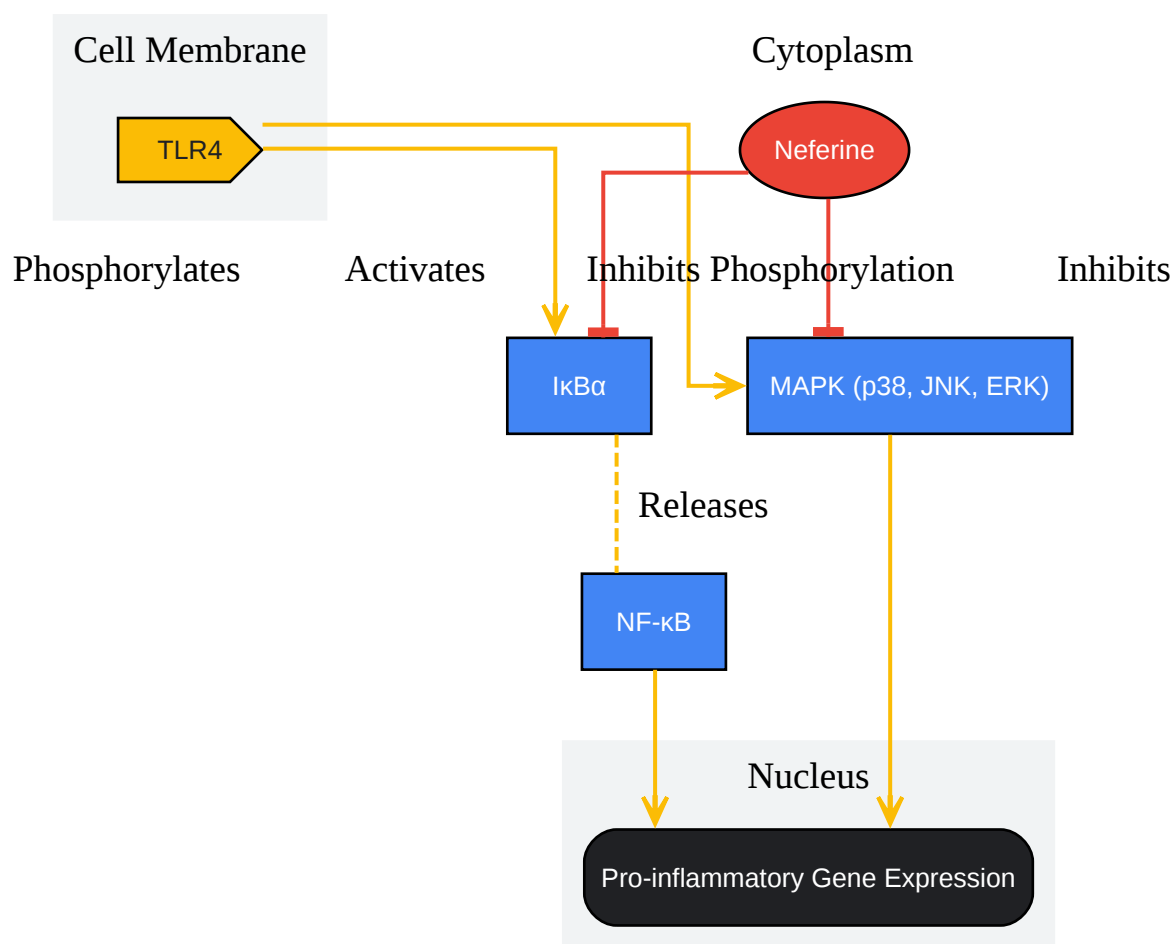 Cell Membrane
Cytoplasm
TLR4
Neferine
Phosphorylates
Activates
Inhibits Phosphorylation
Inhibits
IκBα
MAPK (p38, JNK, ERK)
Releases
NF-κB
Nucleus
Pro-inflammatory Gene Expression